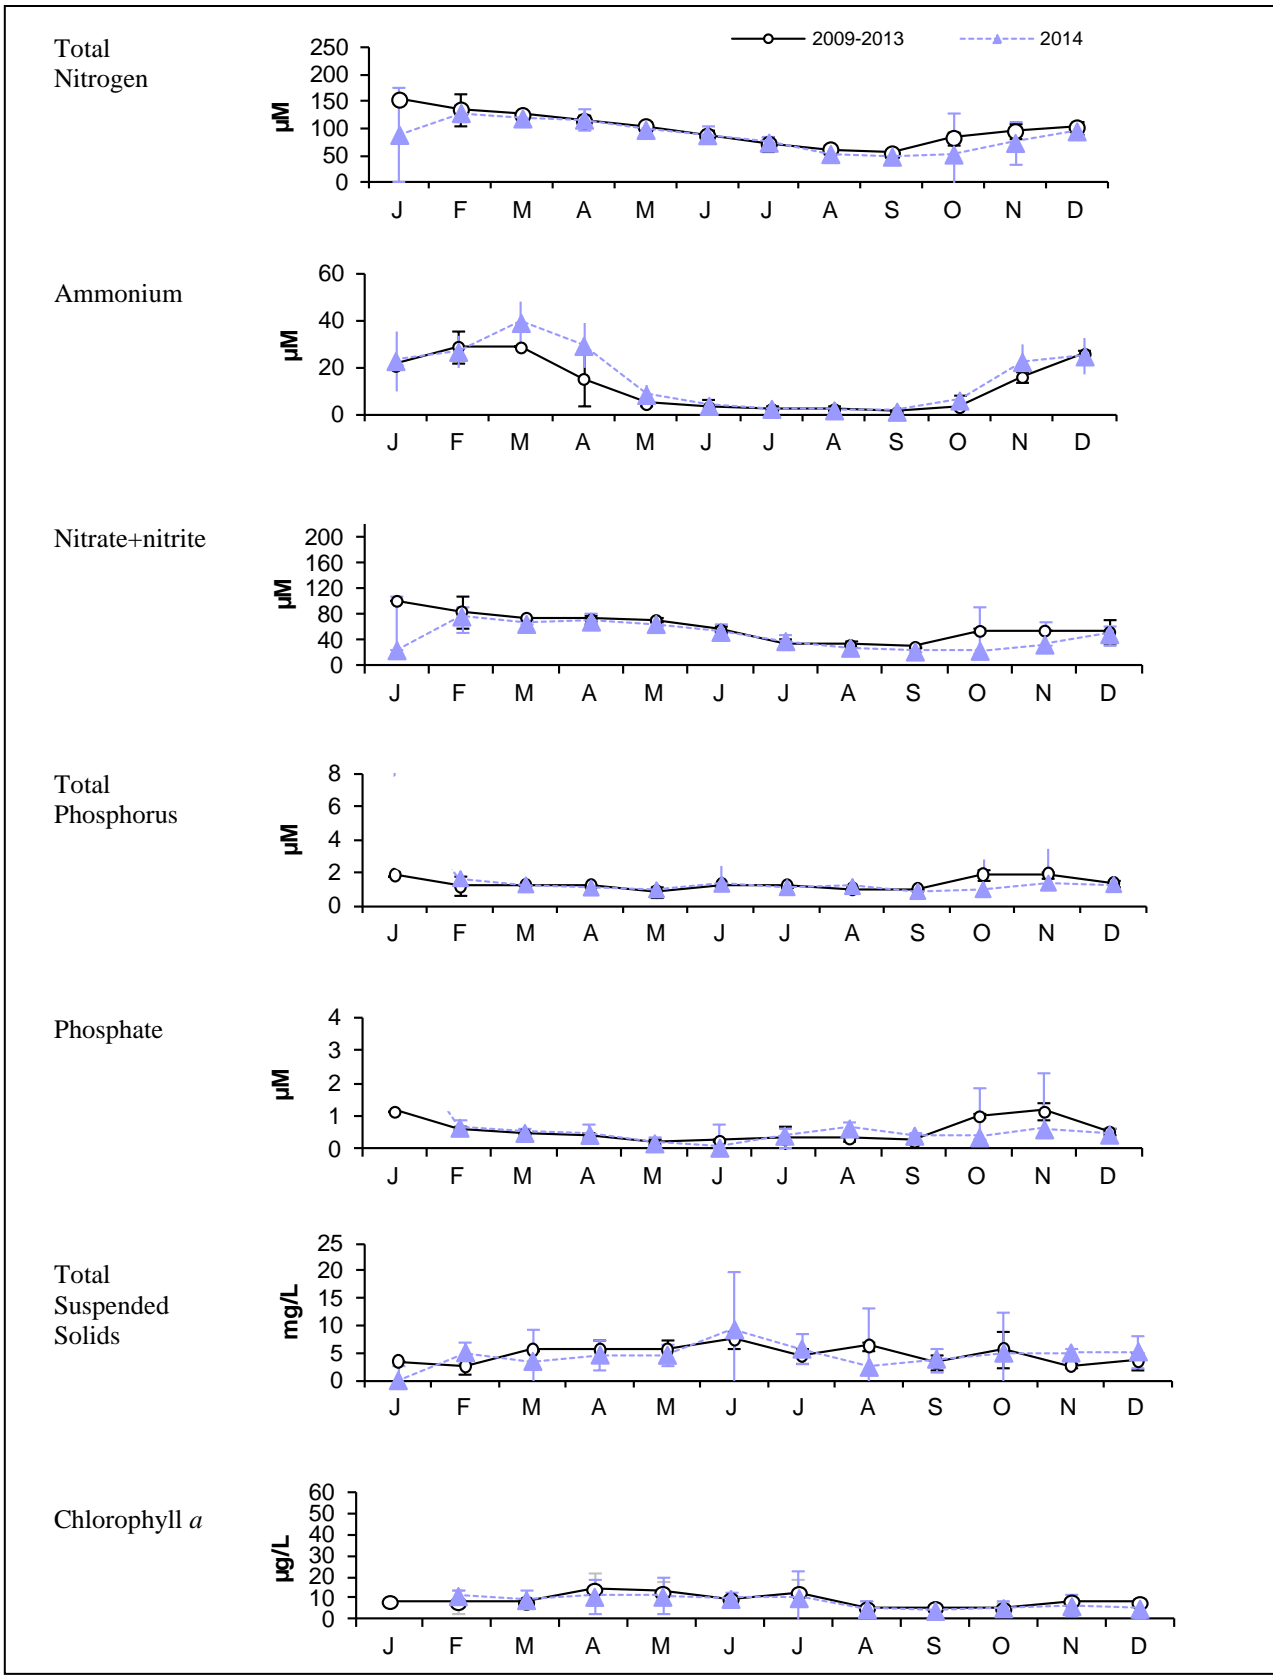 2009-2013 2014
Total
Nitrogen
µM
250
200
150
100
50
0
J F M A M J J A S O N D
Ammonium
µM
60
40
20
0
J F M A M J J A S O N D
Nitrate+nitrite
µM
200
160
120
80
40
0
J F M A M J J A S O N D
Total
Phosphorus
µM
8
6
4
2
0
J F M A M J J A S O N D
Phosphate
µM
4
3
2
1
0
J F M A M J J A S O N D
Total
Suspended
Solids
mg/L
25
20
15
10
5
0
J F M A M J J A S O N D
Chlorophyll a
µg/L
60
50
40
30
20
10
0
J F M A M J J A S O N D